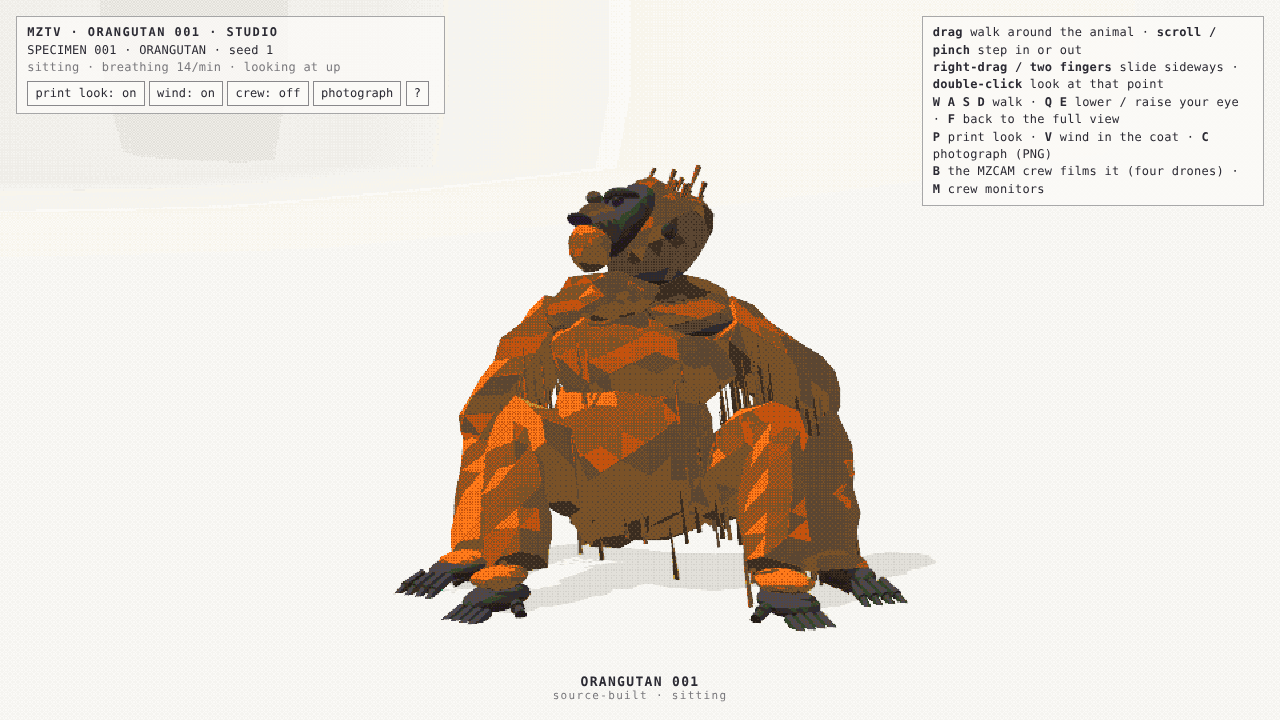 MZTV · ORANGUTAN 001 · STUDIO
SPECIMEN 001 · ORANGUTAN · seed 1
sitting · breathing 14/min · looking at up
print look: on wind: on crew: off photograph ?
drag walk around the animal · scroll /
pinch step in or out
right-drag / two fingers slide sideways ·
double-click look at that point
W A S D walk · Q E lower / raise your eye
· F back to the full view
P print look · V wind in the coat · C
photograph (PNG)
B the MZCAM crew films it (four drones) ·
M crew monitors
ORANGUTAN 001
source-built · sitting